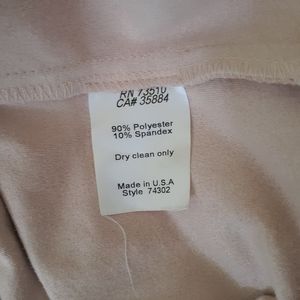 RN 73510
CA# 35884
90% Polyester
10% Spandex
Dry clean only
Made in U.S.A
Style 74302